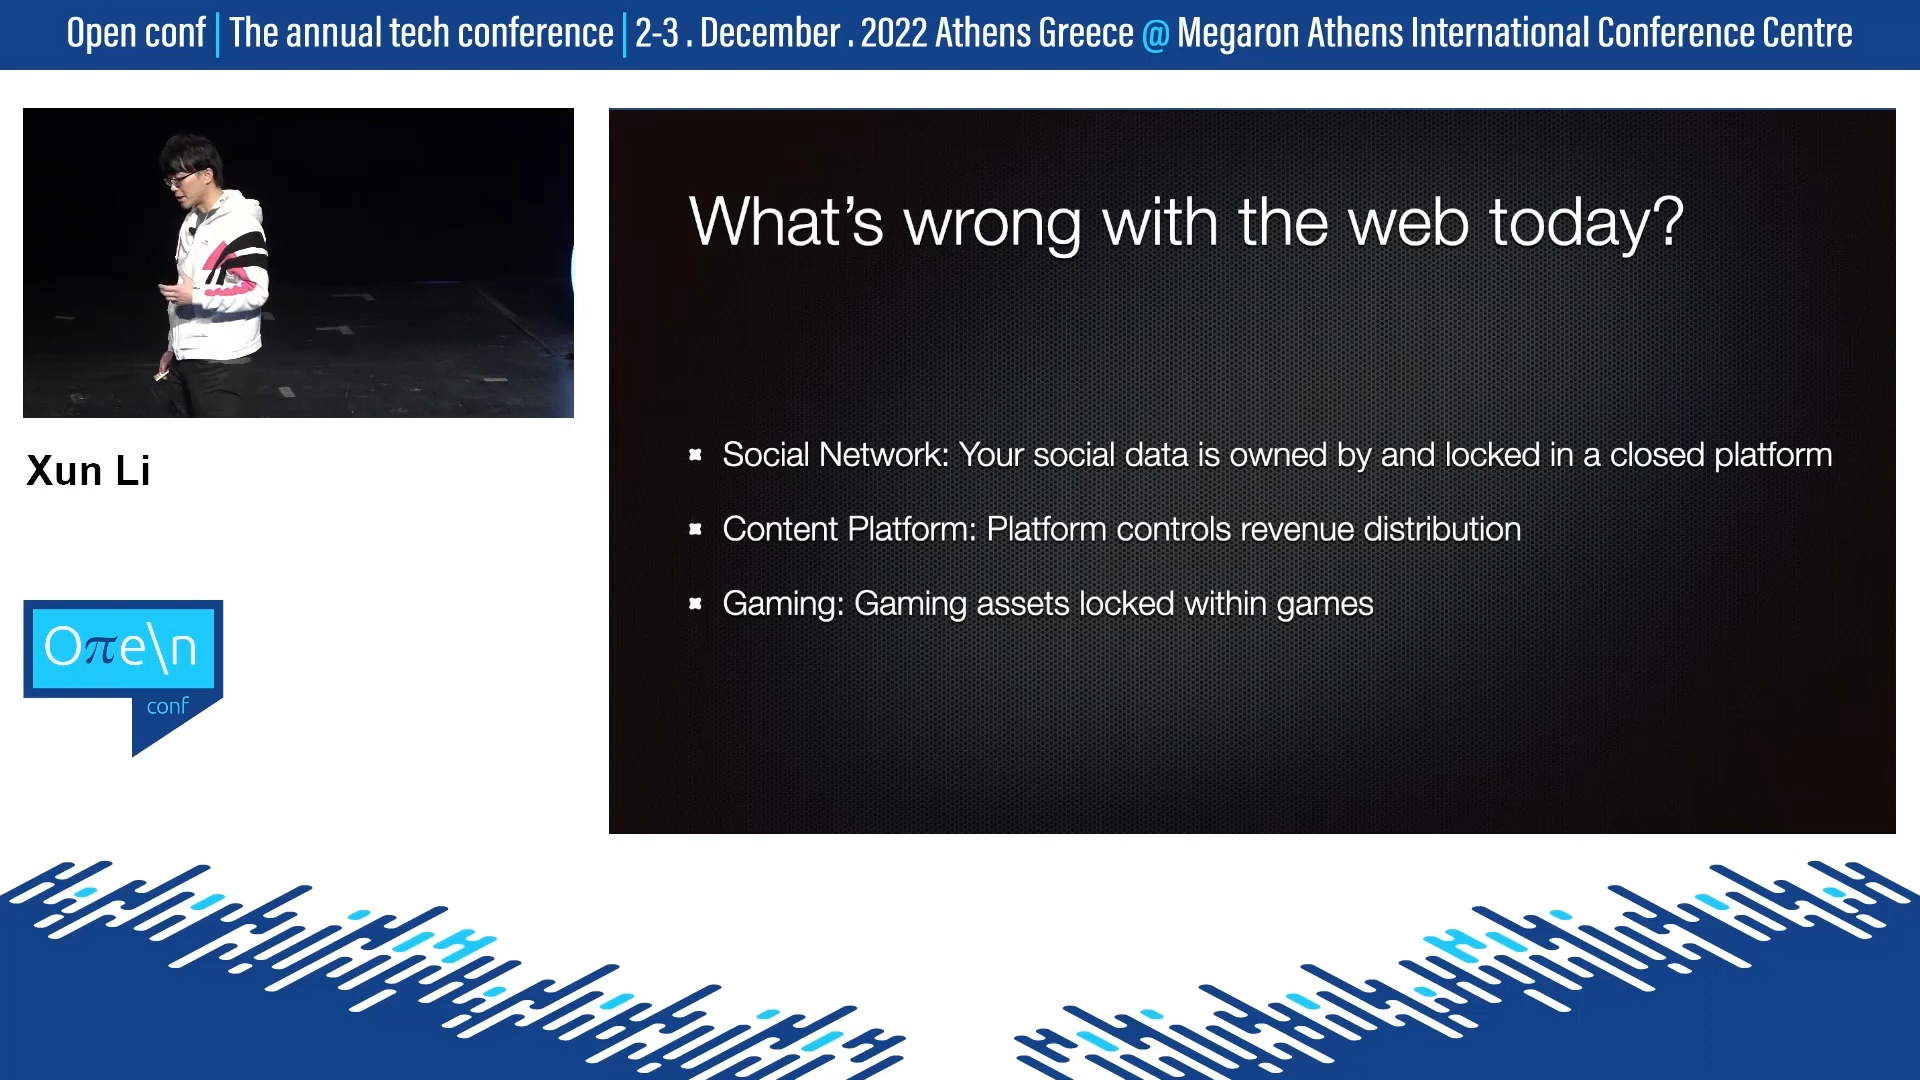 Open conf | The annual tech conference | 2-3 . December . 2022 Athens Greece @ Megaron Athens International Conference Centre
What's wrong with the web today?
Social Network: Your social data is owned by and locked in a closed platform
Content Platform: Platform controls revenue distribution
Gaming: Gaming assets locked within games
Xun Li
Oπe\n
conf